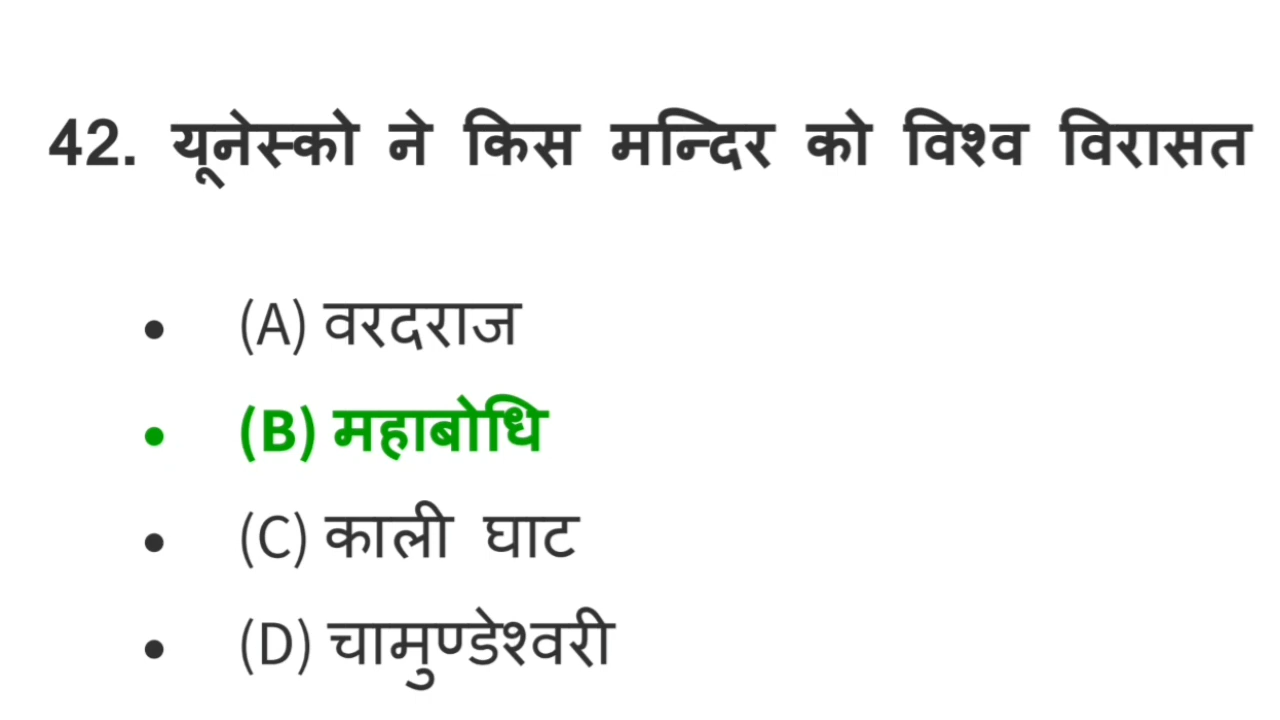 42. यूनेस्को ने किस मन्दिर को विश्व विरासत
• (A) वरदराज
• (B) महाबोधि
• (C) काली घाट
• (D) चामुण्डेश्वरी